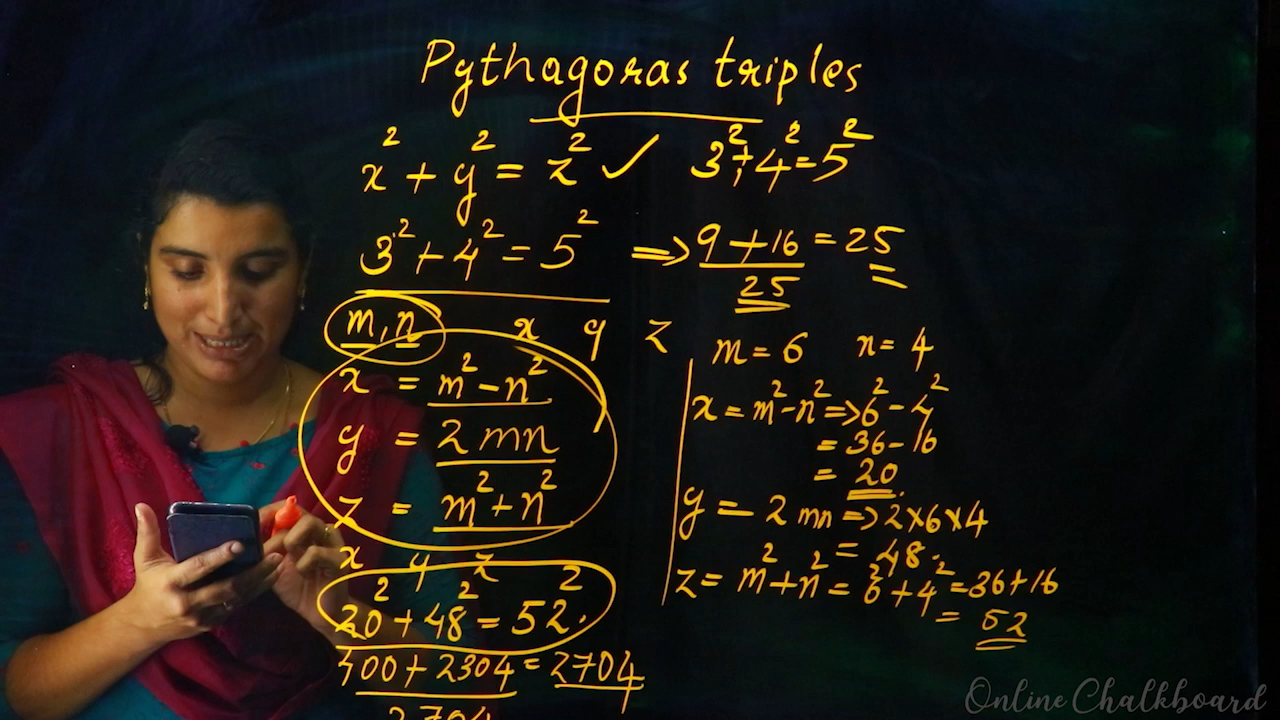 Pythagoras triples
x² + y² = z² ✓ 3² + 4² = 5²
3² + 4² = 5² ⇒ 9 + 16 = 25
25
m, n x y z m = 6 n = 4
x = m² - n²
y = 2mn
z = m² + n²
x = m² - n² ⇒ 6² - 4²
= 36 - 16
= 20.
y = 2mn ⇒ 2×6×4
= 48.
z = m² + n² = 6² + 4² = 36 + 16
= 52
x y z
20² + 48² = 52².
400 + 2304 = 2704
2704
Online Chalkboard